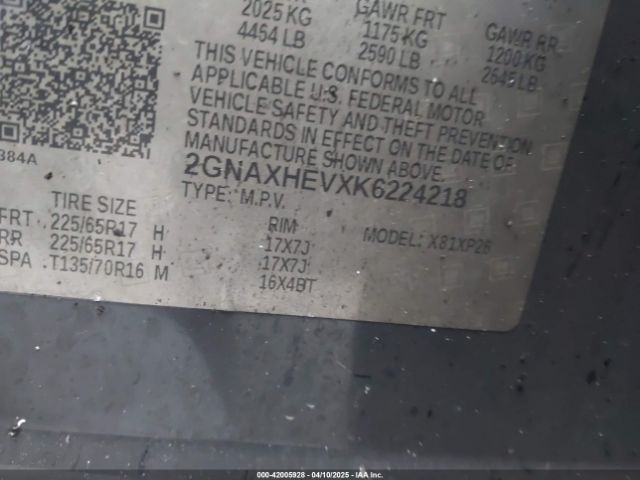 2025 KG
4464 LB
GAWR FRT
1175 KG
2590 LB
GAWR RR
1200 KG
2645 LB
THIS VEHICLE CONFORMS TO ALL
APPLICABLE U.S. FEDERAL MOTOR
VEHICLE SAFETY AND THEFT PREVENTION
STANDARDS IN EFFECT ON THE DATE OF
MANUFACTURE SHOWN ABOVE.
384A
2GNAXHEVXK6224218
TYPE: M.P.V.
MODEL: X81XP26
TIRE SIZE RIM
FRT 225/65R17 H 17X7J
RR 225/65R17 H 17X7J
SPA T135/70R16 M 16X4BT
000-42005928 - 04/10/2025 - IAA Inc.